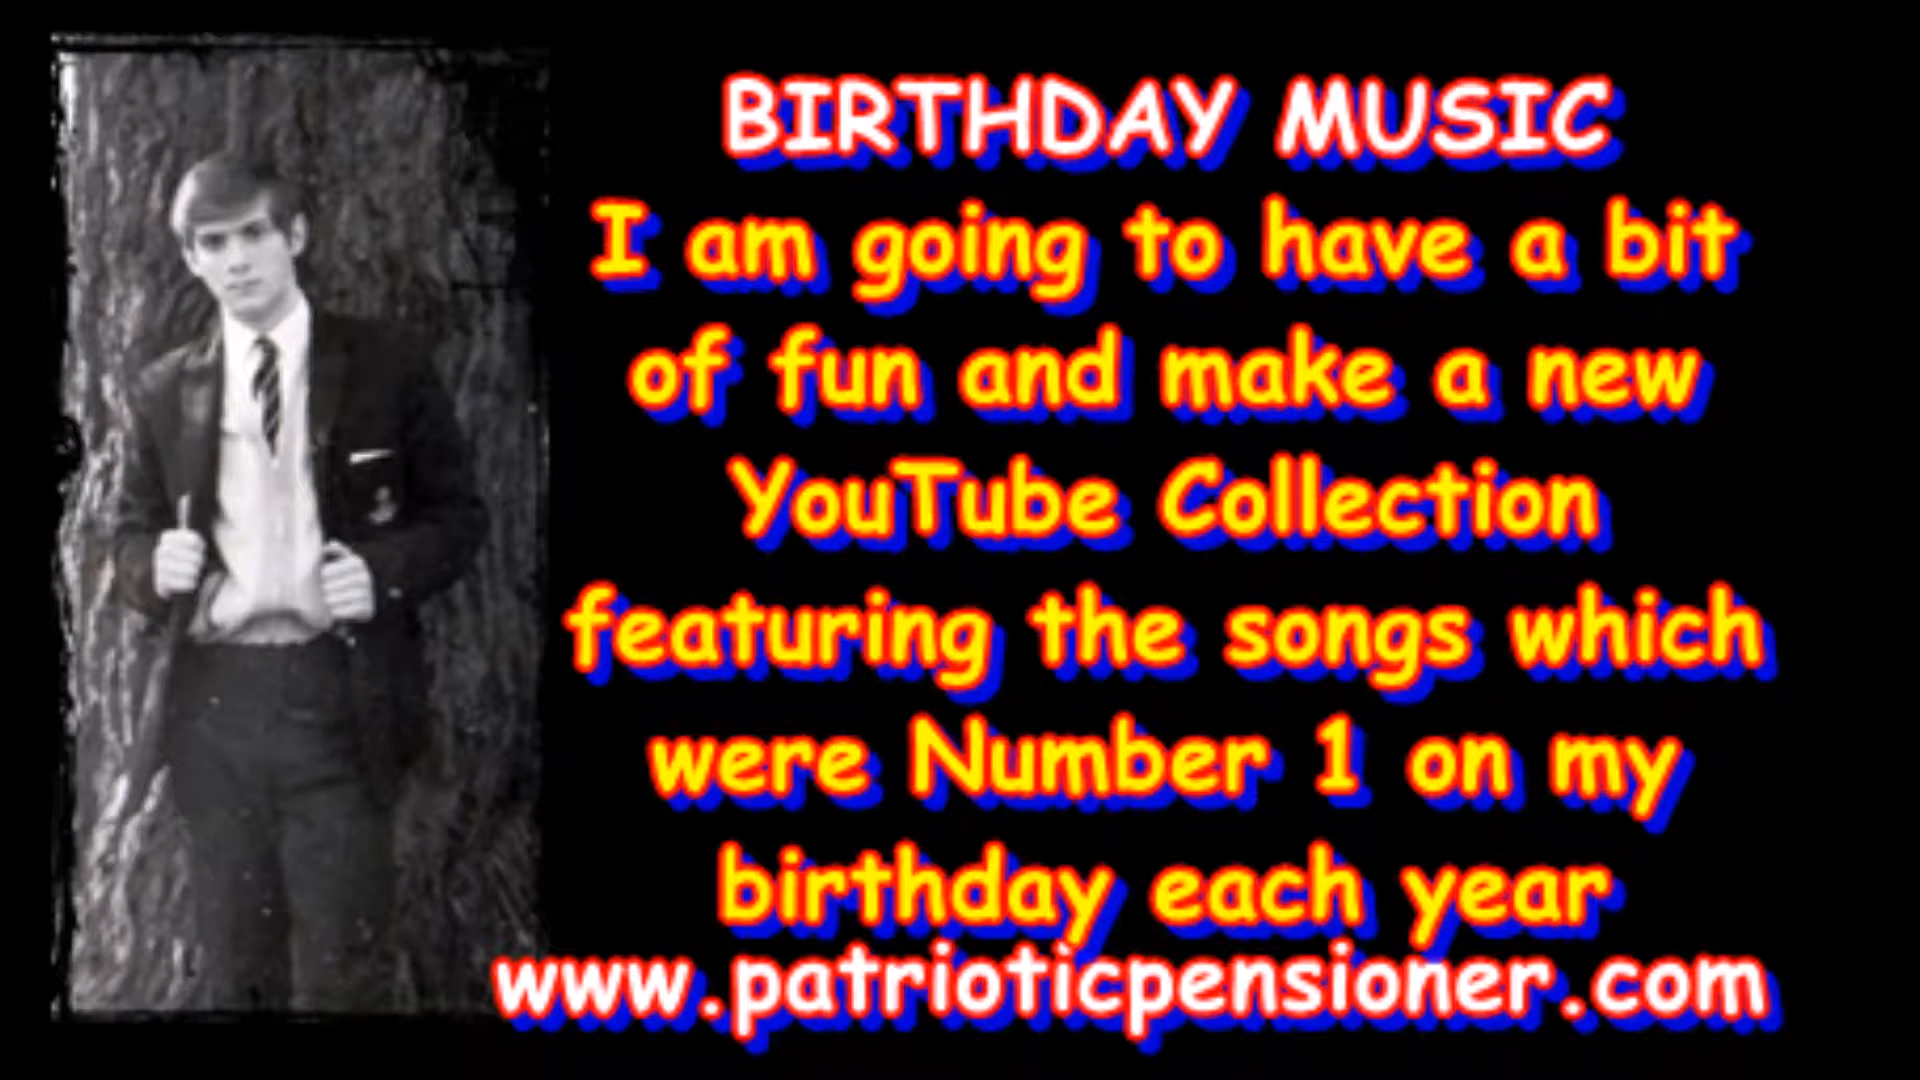 BIRTHDAY MUSIC
I am going to have a bit
of fun and make a new
YouTube Collection
featuring the songs which
were Number 1 on my
birthday each year
www.patrioticpensioner.com